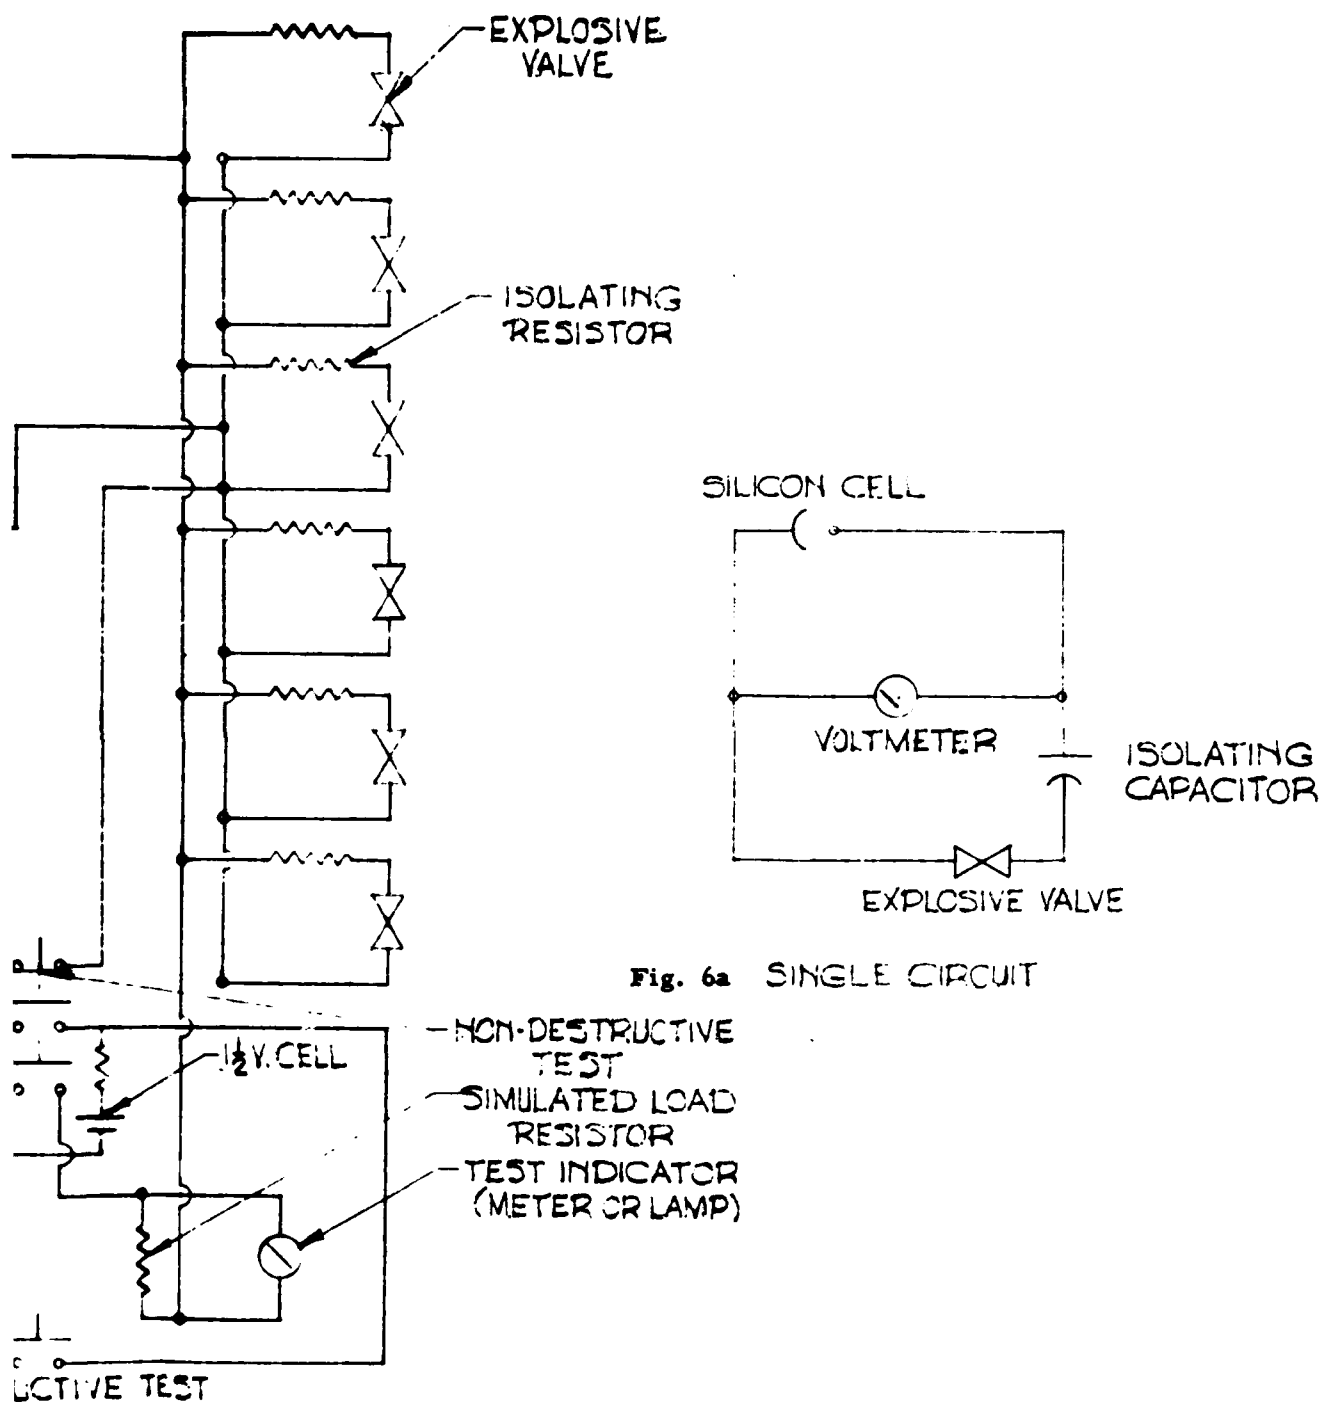 EXPLOSIVE
VALVE
ISOLATING
RESISTOR
SILICON CELL
VOLTMETER
ISOLATING
CAPACITOR
EXPLOSIVE VALVE
Fig. 6a SINGLE CIRCUIT
NON-DESTRUCTIVE
TEST
1½V. CELL
SIMULATED LOAD
RESISTOR
TEST INDICATOR
(METER OR LAMP)
UCTIVE TEST